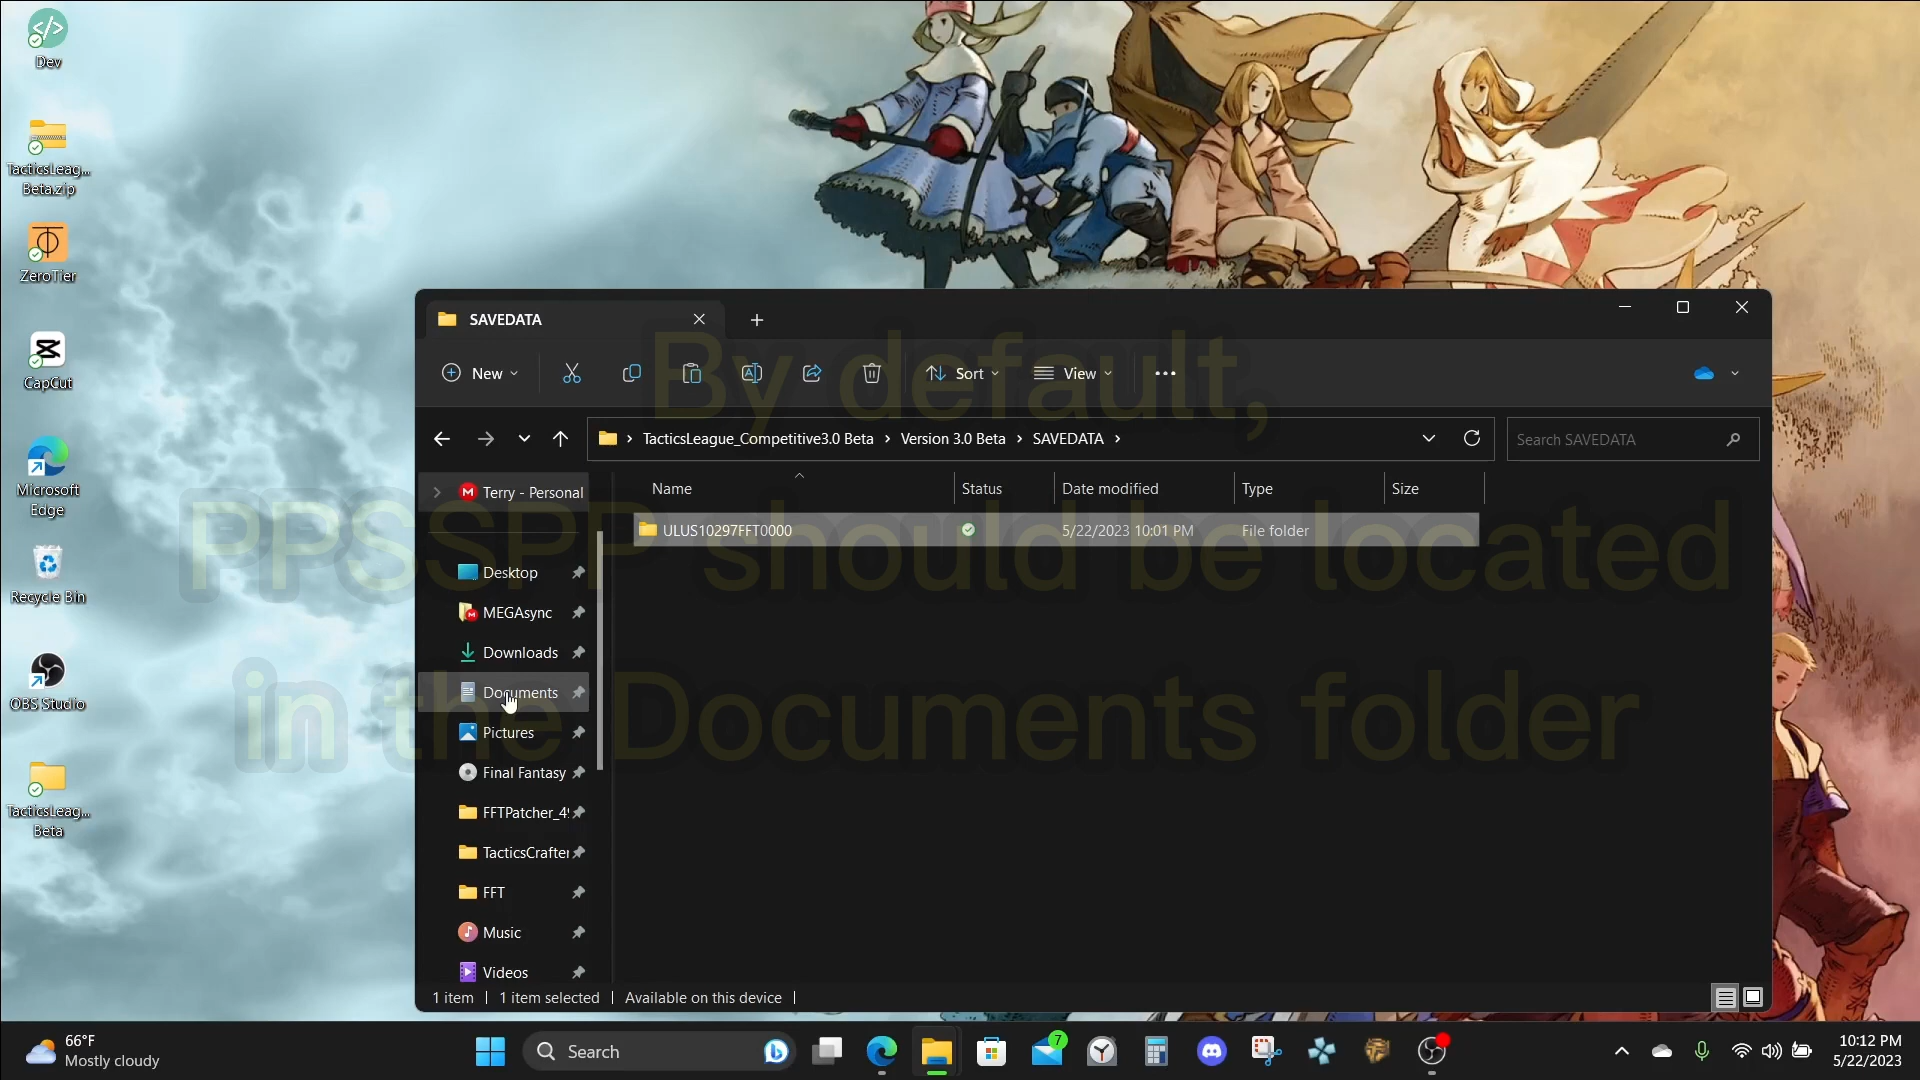 Dev
TacticsLeag...
Beta.zip
ZeroTier
CapCut
Microsoft
Edge
Recycle Bin
OBS Studio
TacticsLeag...
Beta
SAVEDATA
New
Sort
View
TacticsLeague_Competitive3.0 Beta > Version 3.0 Beta > SAVEDATA >
Search SAVEDATA
Terry - Personal
Desktop
MEGAsync
Downloads
Documents
Pictures
Final Fantasy
FFTPatcher_49
TacticsCrafter
FFT
Music
Videos
Name Status Date modified Type Size
ULUS10297FFT0000 5/22/2023 10:01 PM File folder
By default,
PPSSPP should be located
in the Documents folder
1 item 1 item selected Available on this device
66°F
Mostly cloudy
Search
7
10:12 PM
5/22/2023